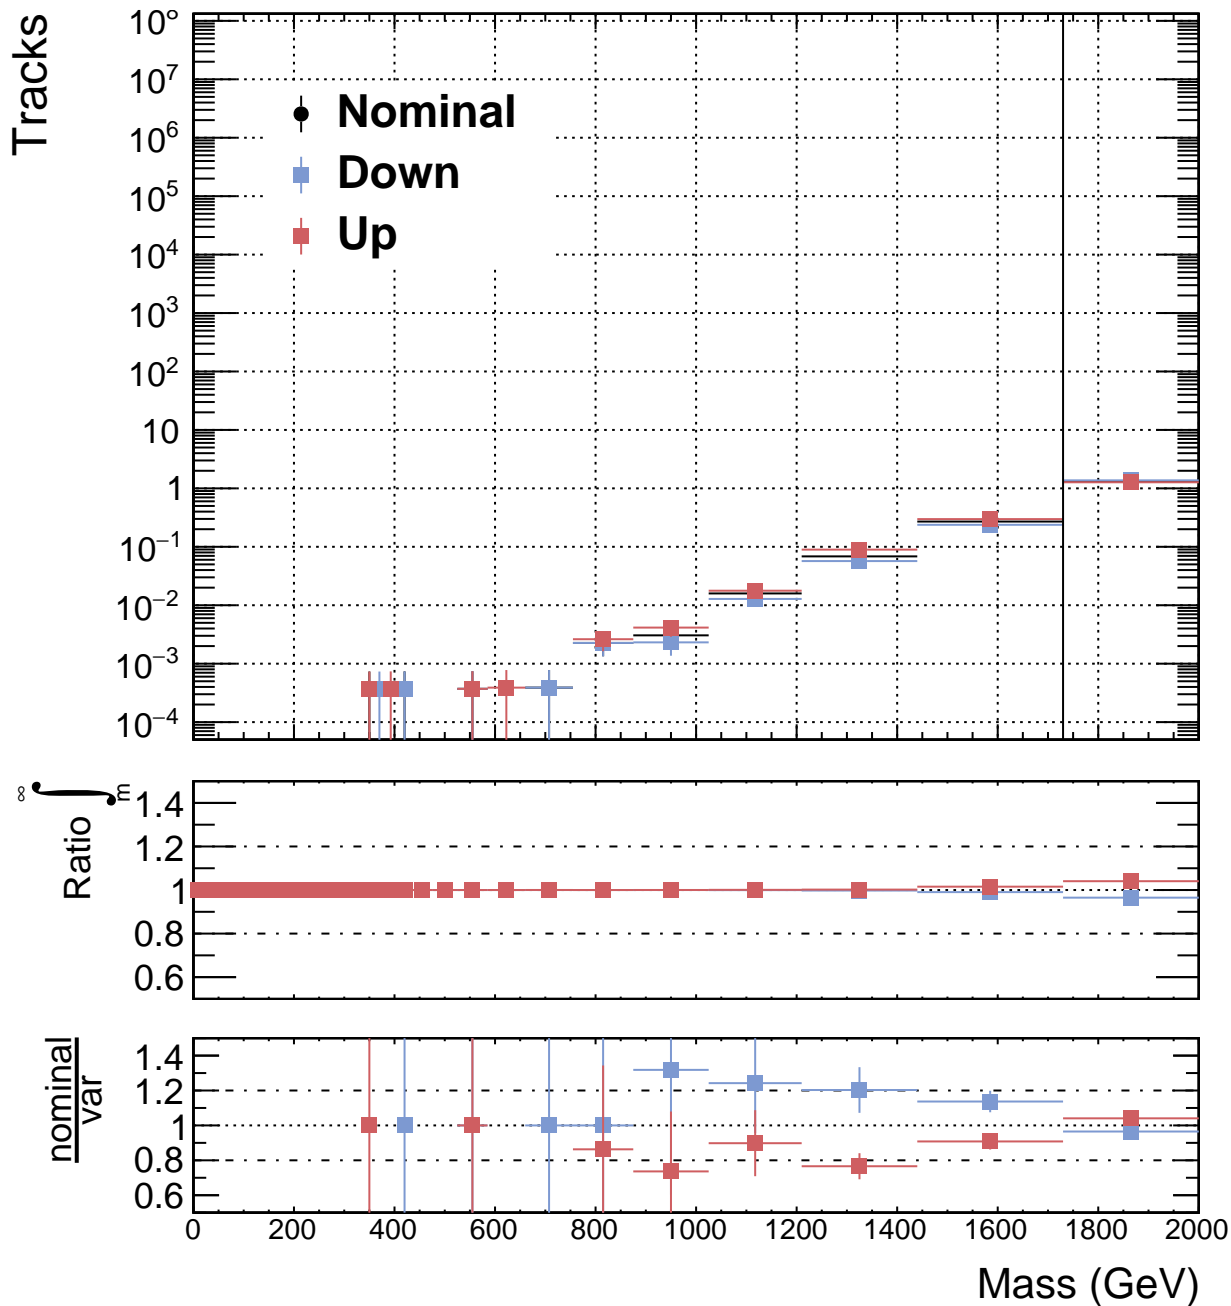 Tracks
10⁸
10⁷
10⁶
10⁵
10⁴
10³
10²
10
1
10⁻¹
10⁻²
10⁻³
10⁻⁴
Nominal
Down
Up
Ratio ∫
∞
m
1.4
1.2
1
0.8
0.6
nominal
var
1.4
1.2
1
0.8
0.6
0 200 400 600 800 1000 1200 1400 1600 1800 2000
Mass (GeV)